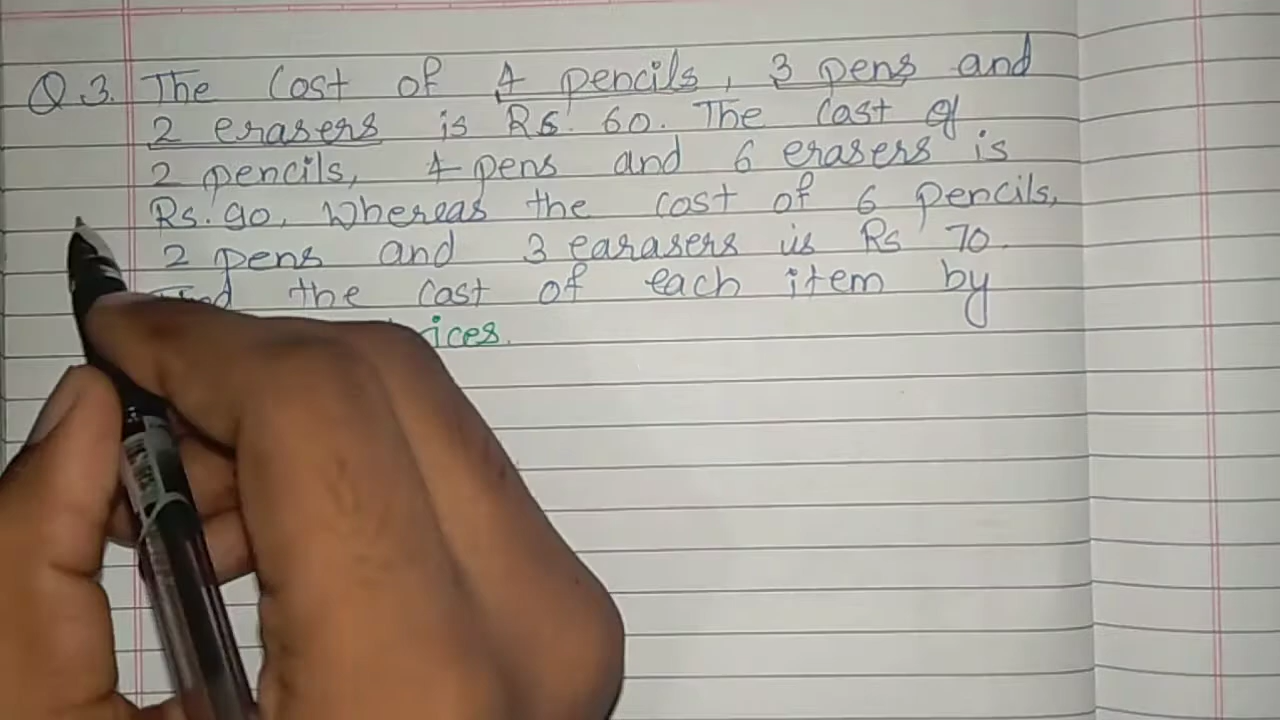 Q.3. The Cost of 4 pencils, 3 pens and
2 erasers is Rs. 60. The Cost of
2 pencils, 4 pens and 6 erasers is
Rs. 90, Whereas the cost of 6 pencils,
2 pens and 3 earasers is Rs 70.
the cost of each item by